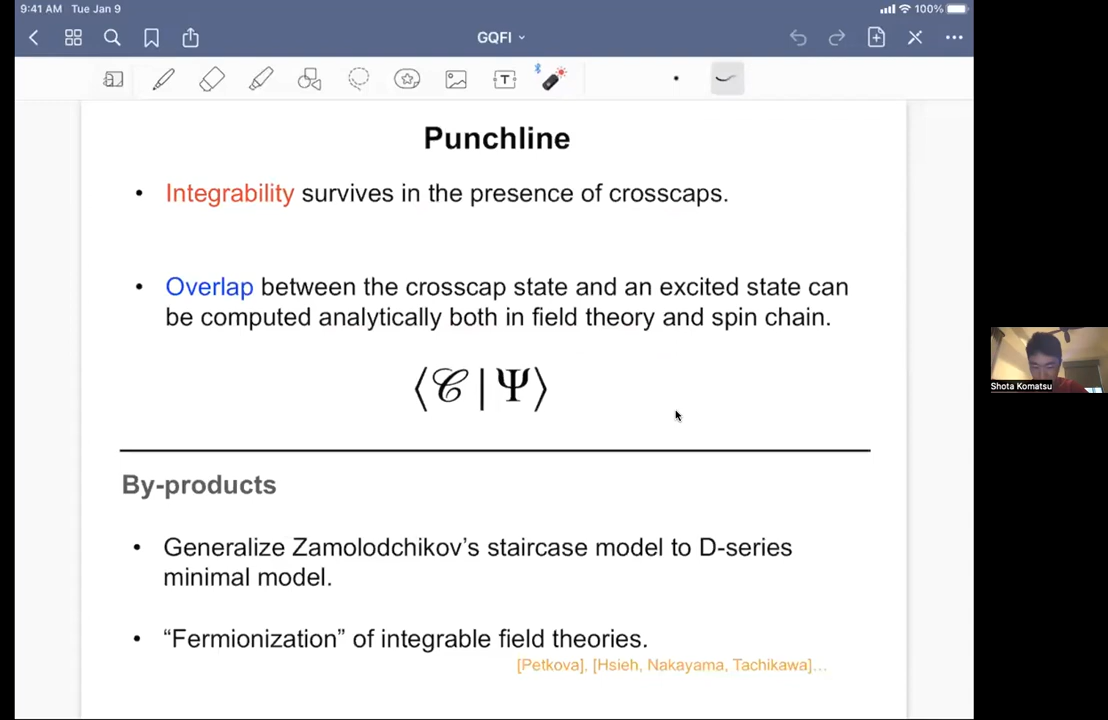 9:41 AM Tue Jan 9
100%
GQFI
T
Punchline
• Integrability survives in the presence of crosscaps.
• Overlap between the crosscap state and an excited state can
be computed analytically both in field theory and spin chain.
⟨𝒞|Ψ⟩
Shota Komatsu
By-products
• Generalize Zamolodchikov's staircase model to D-series
minimal model.
• “Fermionization” of integrable field theories.
[Petkova], [Hsieh, Nakayama, Tachikawa]...